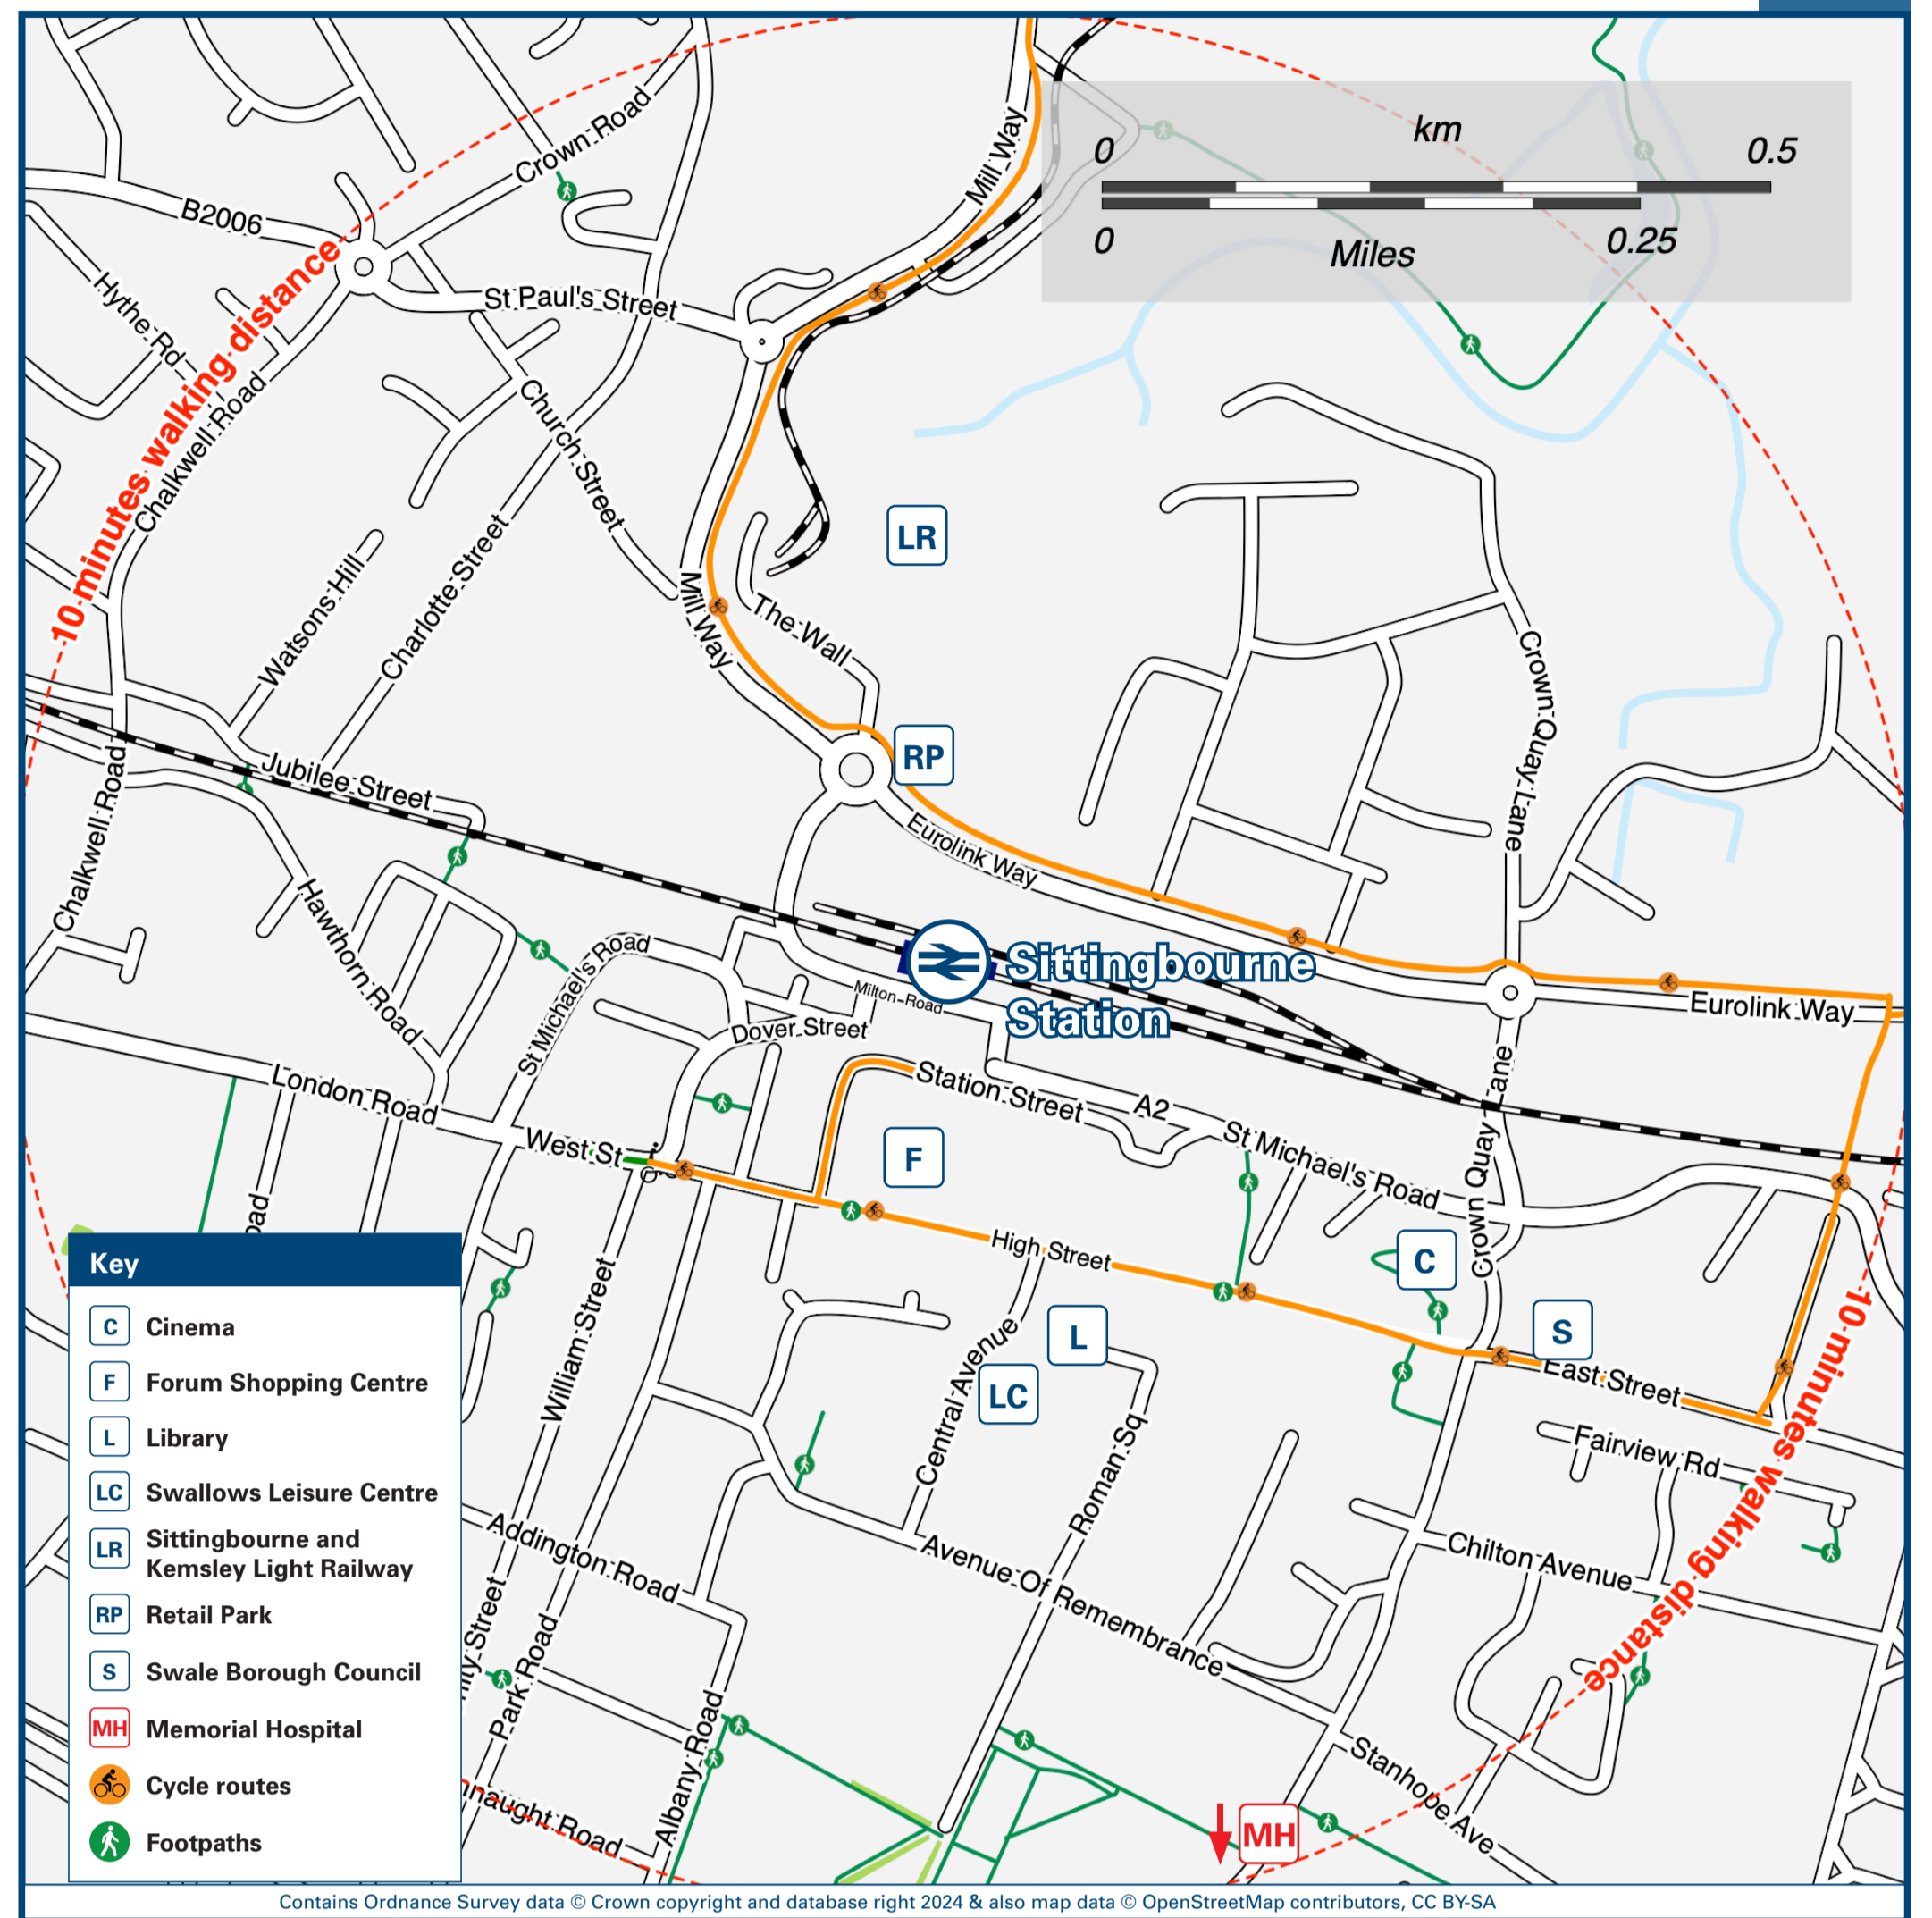 km
0
0.5
0
Miles
0.25
Crown Road
Mill Way
B2006
10 minutes walking distance
Hythe Rd
St Paul's Street
Chalkwell Road
Church Street
LR
Watsons Hill
Charlotte Street
Mill Way
The Wall
Crown Quay Lane
RP
Jubilee Street
Chalkwell Road
Eurolink Way
Hawthorn Road
St Michael's Road
Sittingbourne
Station
Milton Road
Dover Street
Eurolink Way
London Road
Station Street
A2
St Michael's Road
Crown Quay Lane
West St
F
High Street
C
L
S
LC
East Street
William Street
Central Avenue
Roman Sq
Fairview Rd
10 minutes walking distance
Addington Road
Avenue Of Remembrance
Chilton Avenue
Park Road
Albany Road
Stanhope Ave
MH
Key
C Cinema
F Forum Shopping Centre
L Library
LC Swallows Leisure Centre
LR Sittingbourne and
Kemsley Light Railway
RP Retail Park
S Swale Borough Council
MH Memorial Hospital
Cycle routes
Footpaths
Contains Ordnance Survey data © Crown copyright and database right 2024 & also map data © OpenStreetMap contributors, CC BY-SA